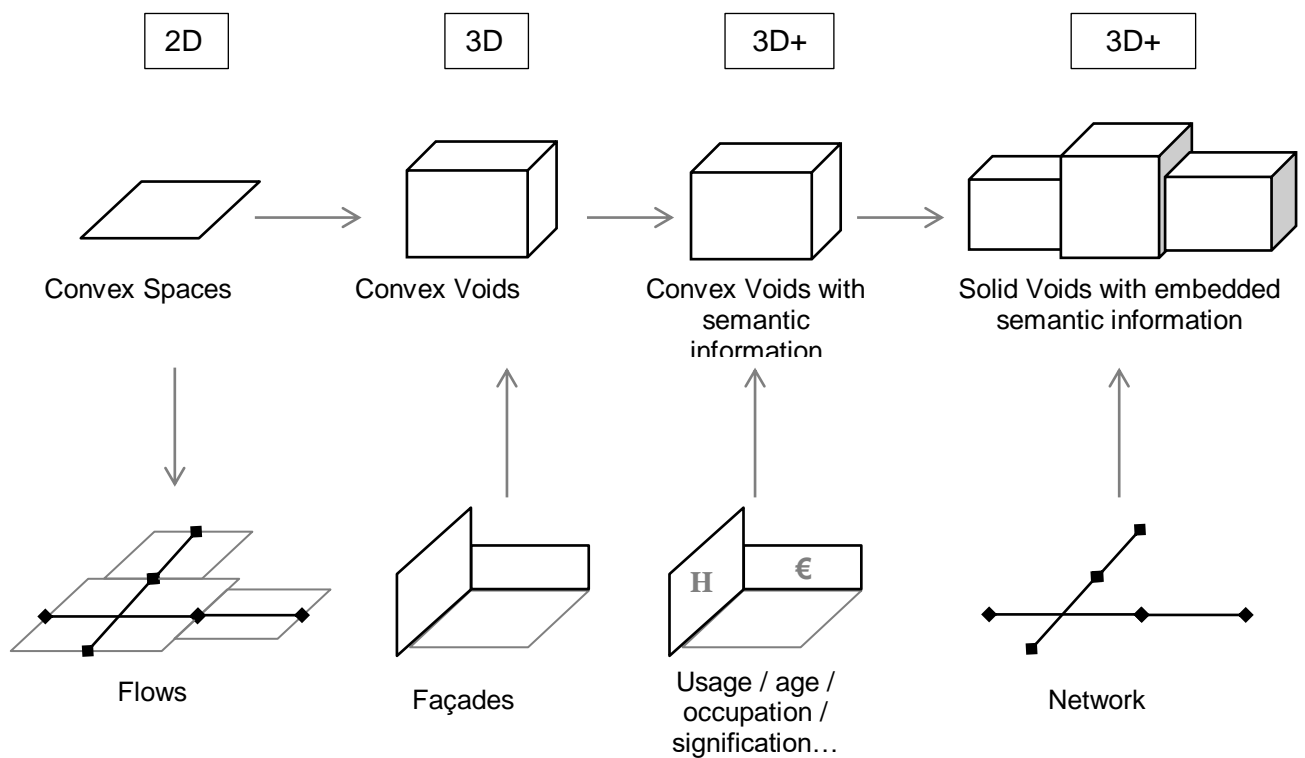 2D
3D
3D+
3D+
Convex Spaces
Convex Voids
Convex Voids with
semantic
information
Solid Voids with embedded
semantic information
H
€
Flows
Façades
Usage / age /
occupation /
signification…
Network